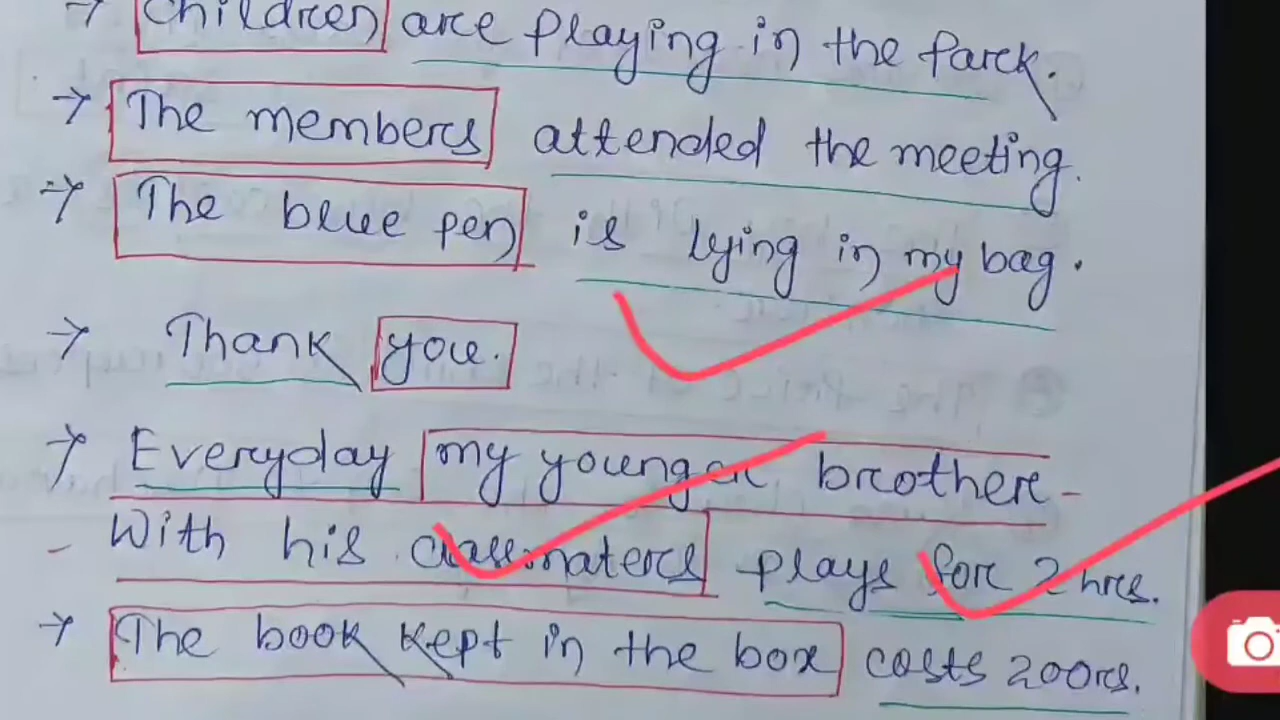 → Children are playing in the Park.
→ The members attended the meeting.
→ The blue pen is lying in my bag.
→ Thank you.
→ Everyday my younger brother -
- With his classmaters plays for 2 hrs.
→ The book kept in the box costs 200rs.